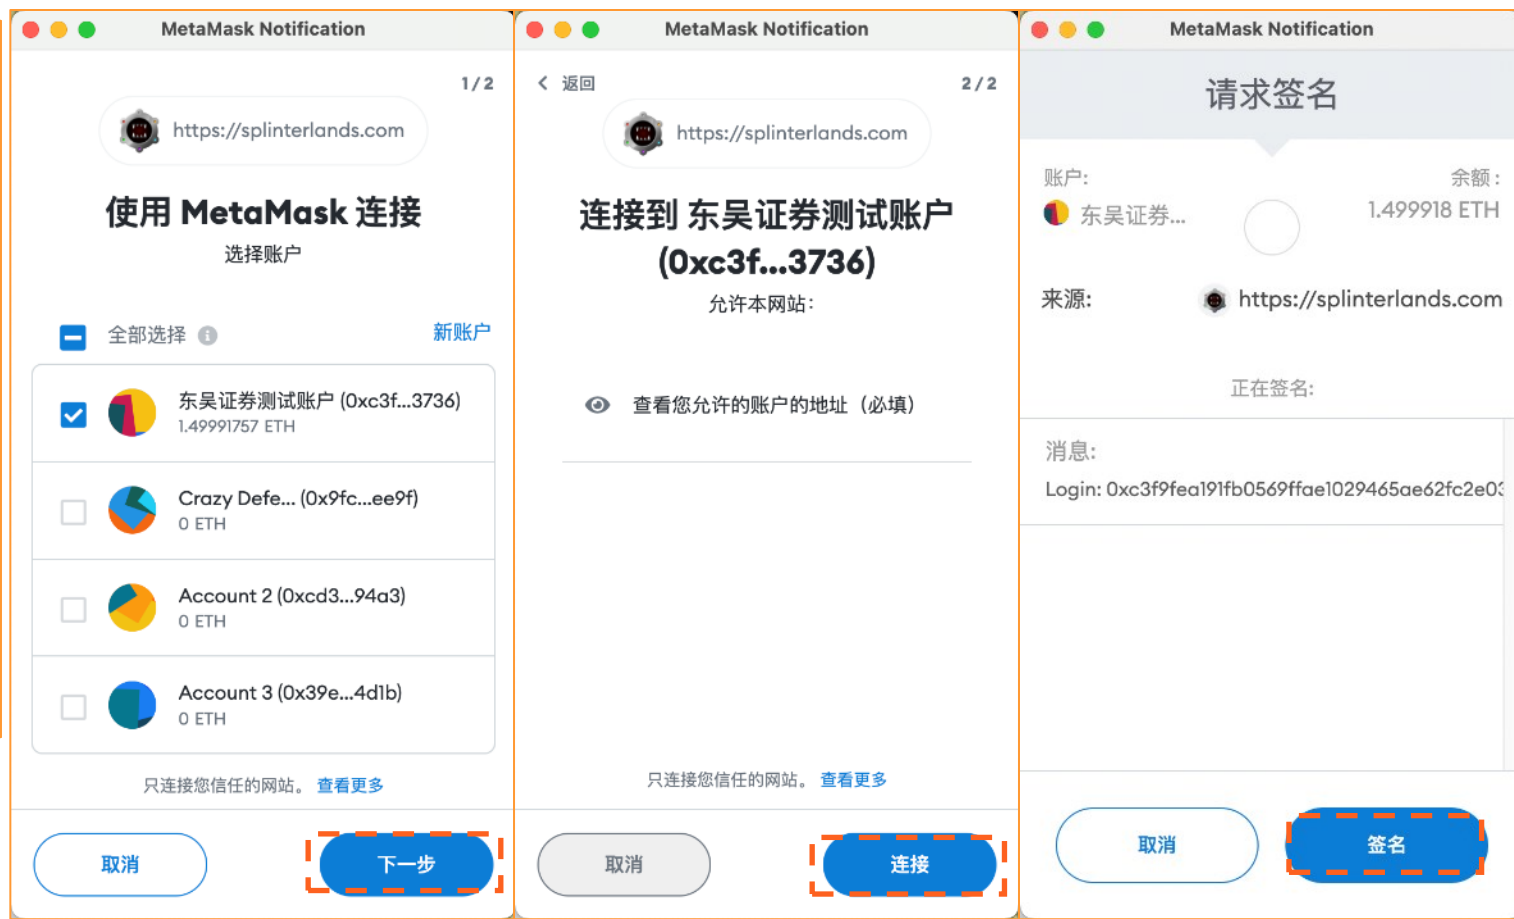 MetaMask Notification
1/2
https://splinterlands.com
使用 MetaMask 连接
选择账户
全部选择
新账户
东吴证券测试账户 (0xc3f...3736)
1.49991757 ETH
Crazy Defe... (0x9fc...ee9f)
0 ETH
Account 2 (0xcd3...94a3)
0 ETH
Account 3 (0x39e...4d1b)
0 ETH
只连接您信任的网站。 查看更多
取消
下一步
MetaMask Notification
返回
2/2
https://splinterlands.com
连接到 东吴证券测试账户
(0xc3f...3736)
允许本网站:
查看您允许的账户的地址（必填）
只连接您信任的网站。 查看更多
取消
连接
MetaMask Notification
请求签名
账户:
余额 :
东吴证券...
1.499918 ETH
来源:
https://splinterlands.com
正在签名:
消息:
Login: 0xc3f9fea191fb0569ffae1029465ae62fc2e03
取消
签名